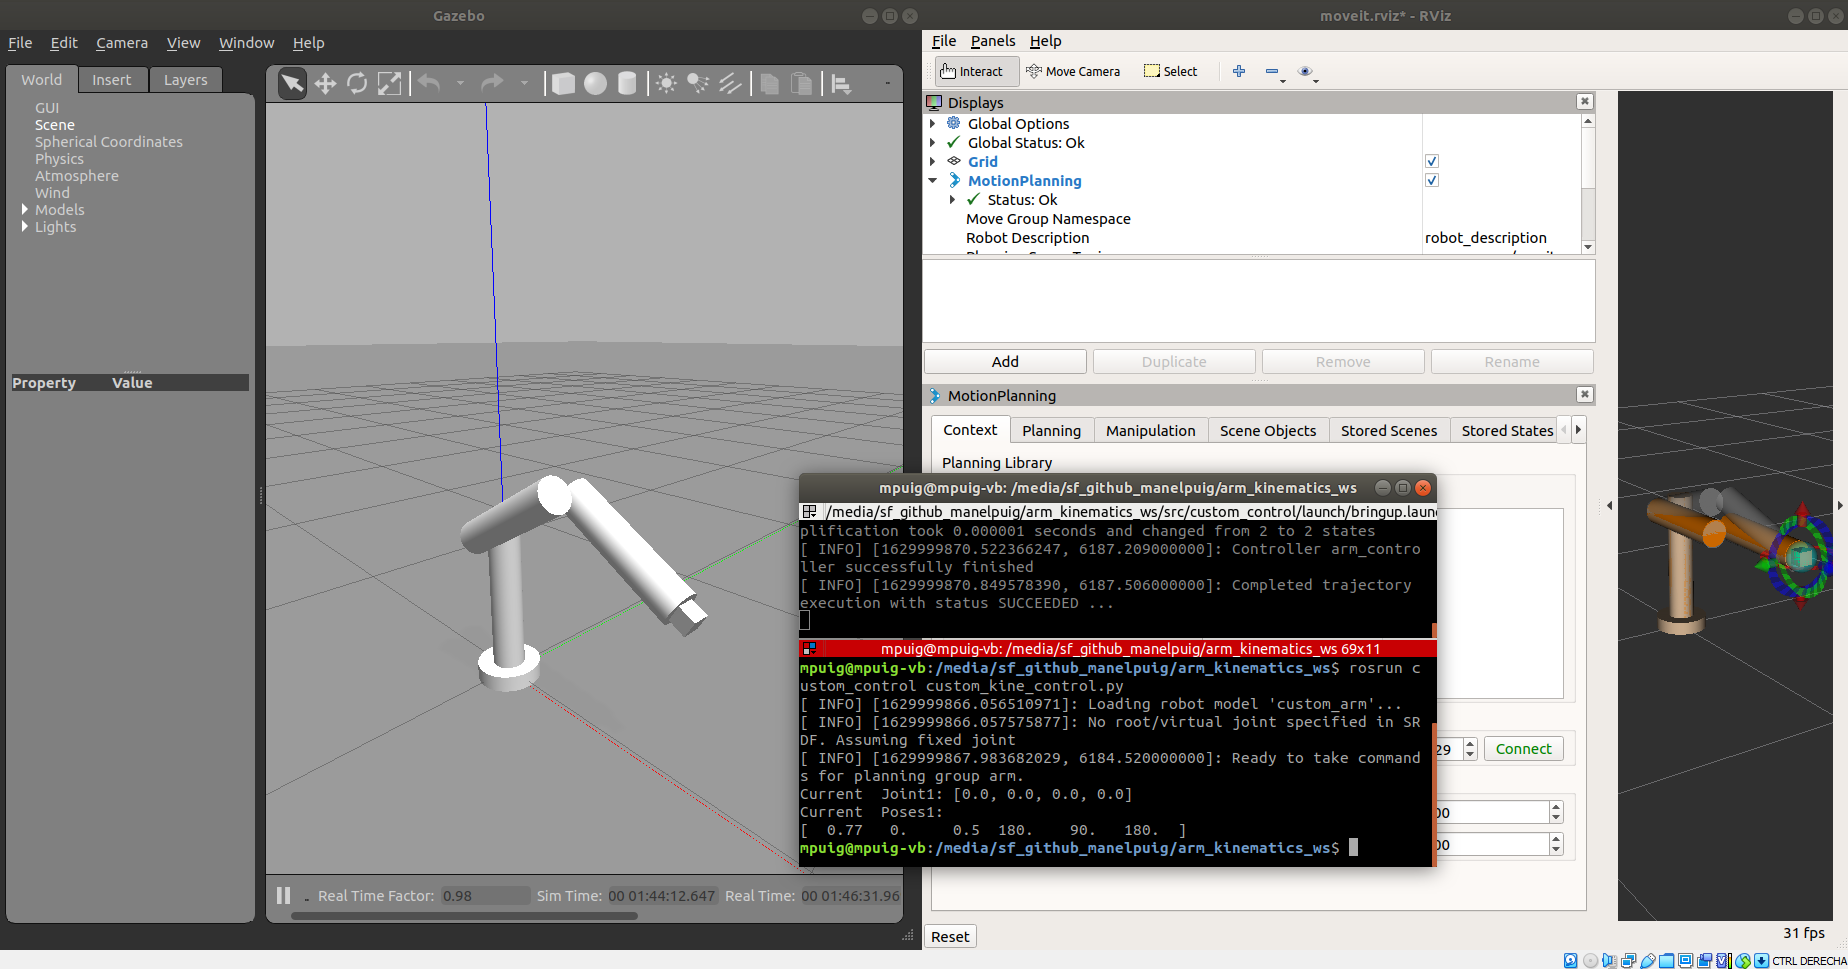 Gazebo
File Edit Camera View Window Help
World Insert Layers
GUI
Scene
Spherical Coordinates
Physics
Atmosphere
Wind
Models
Lights
Property Value
Real Time Factor: 0.98 Sim Time: 00 01:44:12.647 Real Time: 00 01:46:31.96
moveit.rviz* - RViz
File Panels Help
Interact Move Camera Select
Displays
Global Options
Global Status: Ok
Grid
MotionPlanning
Status: Ok
Move Group Namespace
Robot Description robot_description
Add Duplicate Remove Rename
MotionPlanning
Context Planning Manipulation Scene Objects Stored Scenes Stored States
Planning Library
mpuig@mpuig-vb: /media/sf_github_manelpuig/arm_kinematics_ws
/media/sf_github_manelpuig/arm_kinematics_ws/src/custom_control/launch/bringup.laun
plification took 0.000001 seconds and changed from 2 to 2 states
[ INFO] [1629999870.522366247, 6187.209000000]: Controller arm_contro
ller successfully finished
[ INFO] [1629999870.849578390, 6187.506000000]: Completed trajectory
execution with status SUCCEEDED ...
mpuig@mpuig-vb: /media/sf_github_manelpuig/arm_kinematics_ws 69x11
mpuig@mpuig-vb:/media/sf_github_manelpuig/arm_kinematics_ws$ rosrun c
ustom_control custom_kine_control.py
[ INFO] [1629999866.056510971]: Loading robot model 'custom_arm'...
[ INFO] [1629999866.057575877]: No root/virtual joint specified in SR
DF. Assuming fixed joint
[ INFO] [1629999867.983682029, 6184.520000000]: Ready to take command
s for planning group arm.
Current  Joint1: [0.0, 0.0, 0.0, 0.0]
Current  Poses1:
[  0.77   0.     0.5  180.    90.   180.  ]
mpuig@mpuig-vb:/media/sf_github_manelpuig/arm_kinematics_ws$
29 Connect
00
00
Reset
31 fps
CTRL DERECHA